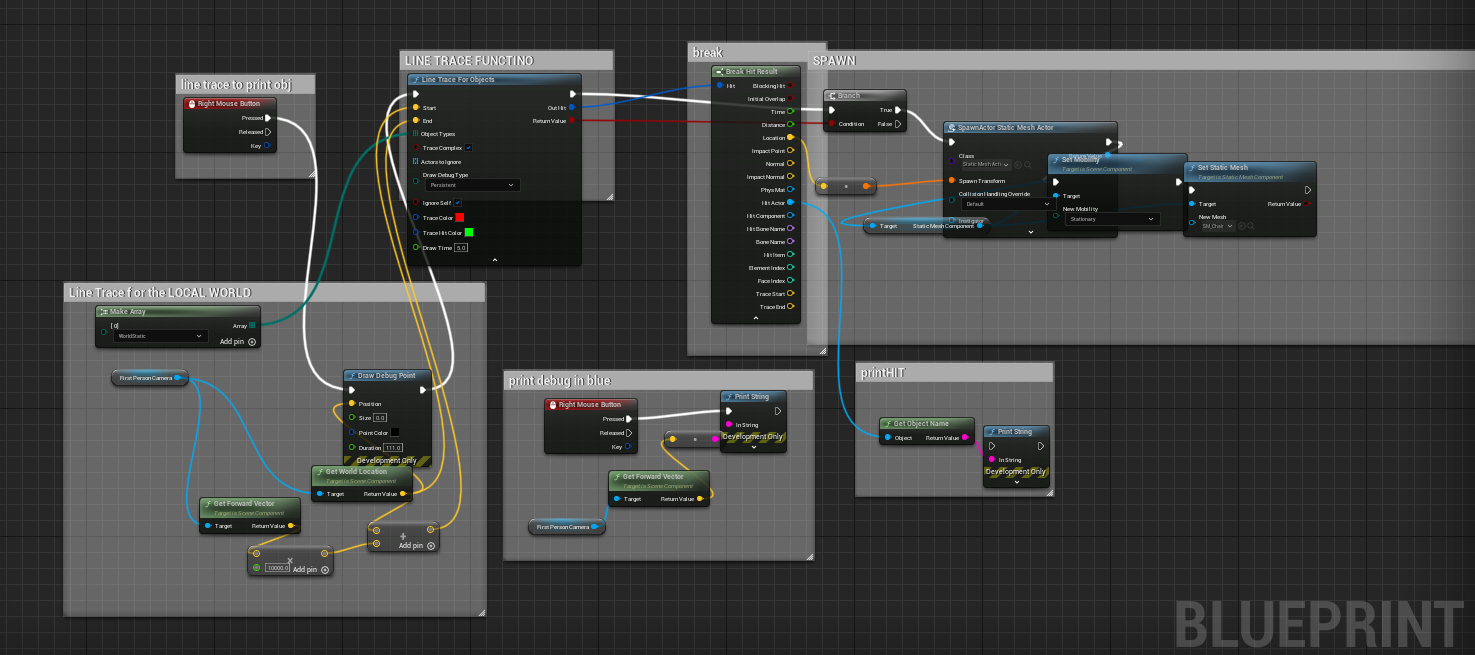 line trace to print obj
Right Mouse Button
Pressed
Released
Key
LINE TRACE FUNCTINO
Line Trace For Objects
Start
Out Hit
End
Return Value
Object Types
Trace Complex
Actors to Ignore
Draw Debug Type
Persistent
Ignore Self
Trace Color
Trace Hit Color
Draw Time 5.0
break
Break Hit Result
Hit
Blocking Hit
Initial Overlap
Time
Distance
Location
Impact Point
Normal
Impact Normal
Phys Mat
Hit Actor
Hit Component
Hit Bone Name
Bone Name
Hit Item
Element Index
Face Index
Trace Start
Trace End
SPAWN
Branch
True
Condition
False
SpawnActor Static Mesh Actor
Class
Static Mesh Acti
Spawn Transform
Collision Handling Override
Default
Instigator
Target
Static Mesh Component
Set Mobility
Target is Scene Component
Target
New Mobility
Stationary
Set Static Mesh
Target is Static Mesh Component
Target
Return Value
New Mesh
Line Trace for the LOCAL WORLD
Make Array
[0]
Array
WorldStatic
Add pin
First Person Camera
Draw Debug Point
Position
Size 0.0
Point Color
Duration 111.0
Development Only
Get World Location
Target is Scene Component
Target
Return Value
Get Forward Vector
Target is Scene Component
Target
Return Value
10000.0
Add pin
Add pin
print debug in blue
Right Mouse Button
Pressed
Released
Key
Print String
In String
Development Only
Get Forward Vector
Target is Scene Component
Target
Return Value
First Person Camera
printHIT
Get Object Name
Object
Return Value
Print String
In String
Development Only
BLUEPRINT